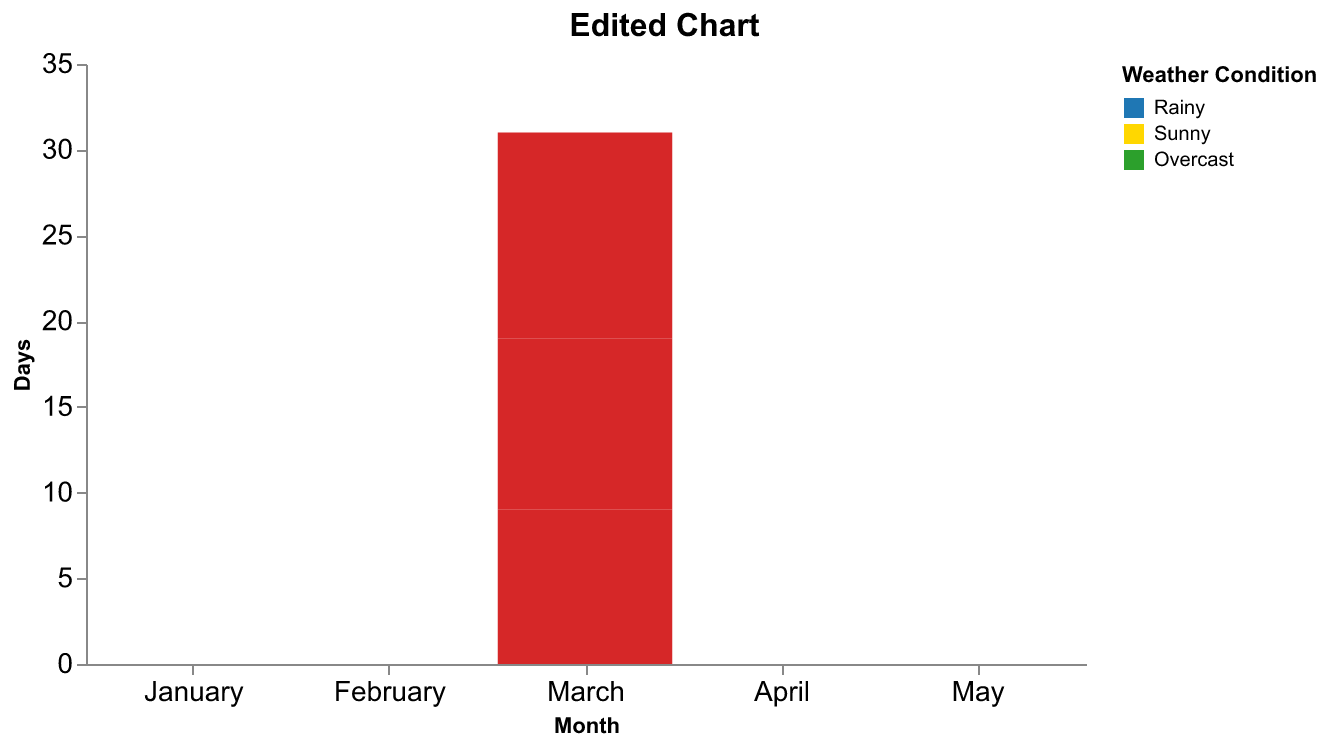 Edited Chart
35
30
25
20
15
10
5
0
Days
January February March April May
Month
Weather Condition
Rainy
Sunny
Overcast